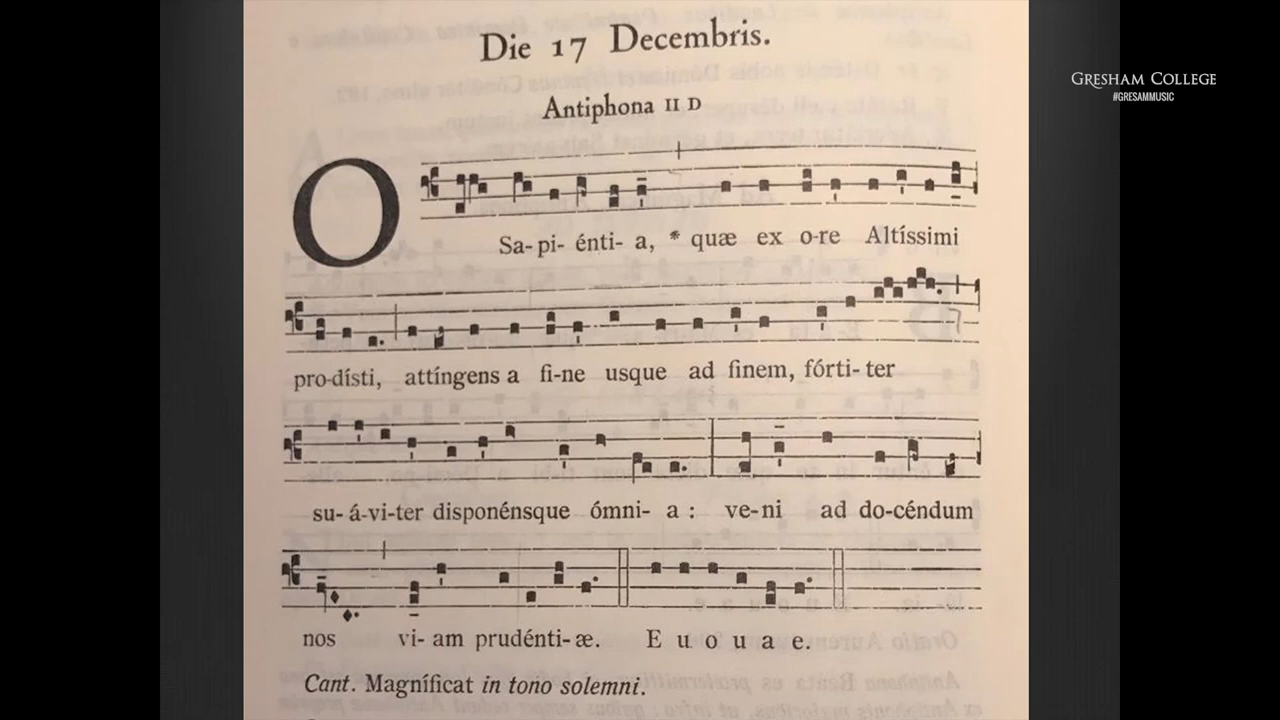 GRESHAM COLLEGE
#GRESAMMUSIC
Die 17 Decembris.
Antiphona II D
O
Sa- pi- énti- a, * quæ ex o-re Altíssimi
pro-dísti, attíngens a fi-ne usque ad finem, fórti- ter
su- á-vi-ter disponénsque ómni- a : ve-ni ad do-céndum
nos vi- am prudénti- æ. E u o u a e.
Cant. Magníficat in tono solemni.